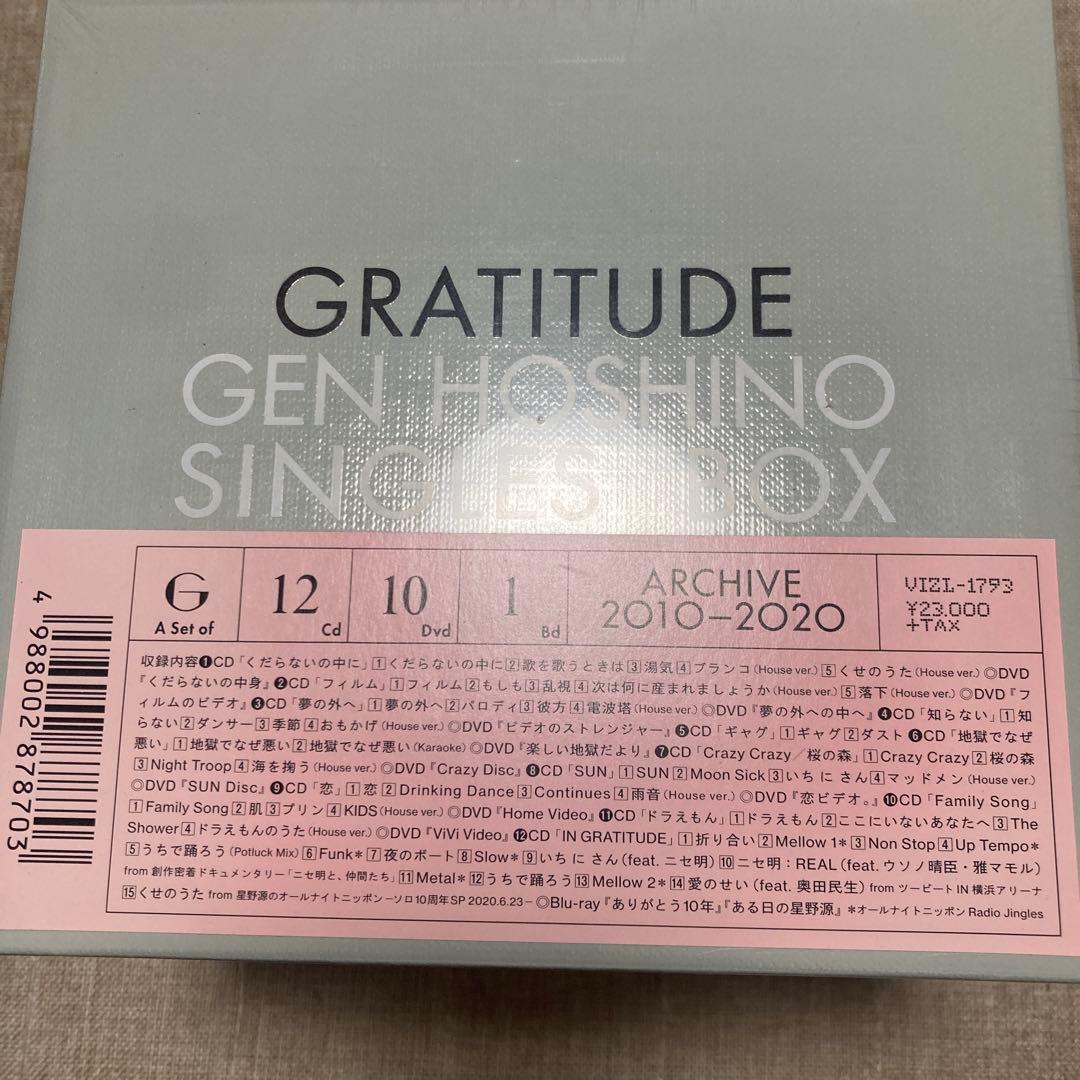 GRATITUDE
GEN HOSHINO
SINGLES BOX
G A Set of
12 Cd
10 Dvd
1 Bd
ARCHIVE
2010–2020
VIZL-1793
¥23.000
+TAX
4 988002 878703
収録内容❶CD「くだらないの中に」1くだらないの中に2歌を歌うときは3湯気4ブランコ(House ver.)5くせのうた(House ver.)◎DVD
『くだらないの中身』❷CD「フィルム」1フィルム2もしも3乱視4次は何に産まれましょうか(House ver.)5落下(House ver.)◎DVD『フ
ィルムのビデオ』❸CD「夢の外へ」1夢の外へ2パロディ3彼方4電波塔(House ver.)◎DVD『夢の外への中へ』❹CD「知らない」1知
らない2ダンサー3季節4おもかげ(House ver.)◎DVD『ビデオのストレンジャー』❺CD「ギャグ」1ギャグ2ダスト❻CD「地獄でなぜ
悪い」1地獄でなぜ悪い2地獄でなぜ悪い(Karaoke)◎DVD『楽しい地獄だより』❼CD「Crazy Crazy／桜の森」1Crazy Crazy2桜の森
3Night Troop4海を掬う(House ver.)◎DVD『Crazy Disc』❽CD「SUN」1SUN2Moon Sick3いち に さん4マッドメン(House ver.)
◎DVD『SUN Disc』❾CD「恋」1恋2Drinking Dance3Continues4雨音(House ver.)◎DVD『恋ビデオ。』❿CD「Family Song」
1Family Song2肌3プリン4KIDS(House ver.)◎DVD『Home Video』⓫CD「ドラえもん」1ドラえもん2ここにいないあなたへ3The
Shower4ドラえもんのうた(House ver.)◎DVD『ViVi Video』⓬CD「IN GRATITUDE」1折り合い2Mellow 1＊3Non Stop4Up Tempo＊
5うちで踊ろう(Potluck Mix)6Funk＊7夜のボート8Slow＊9いち に さん(feat. ニセ明)10ニセ明：REAL(feat. ウソノ晴臣・雅マモル)
from 創作密着ドキュメンタリー「ニセ明と、仲間たち」11Metal＊12うちで踊ろう13Mellow 2＊14愛のせい(feat. 奥田民生) from ツービート IN 横浜アリーナ
15くせのうた from 星野源のオールナイトニッポン–ソロ10周年SP 2020.6.23–◎Blu-ray『ありがとう10年』『ある日の星野源』＊オールナイトニッポン Radio Jingles